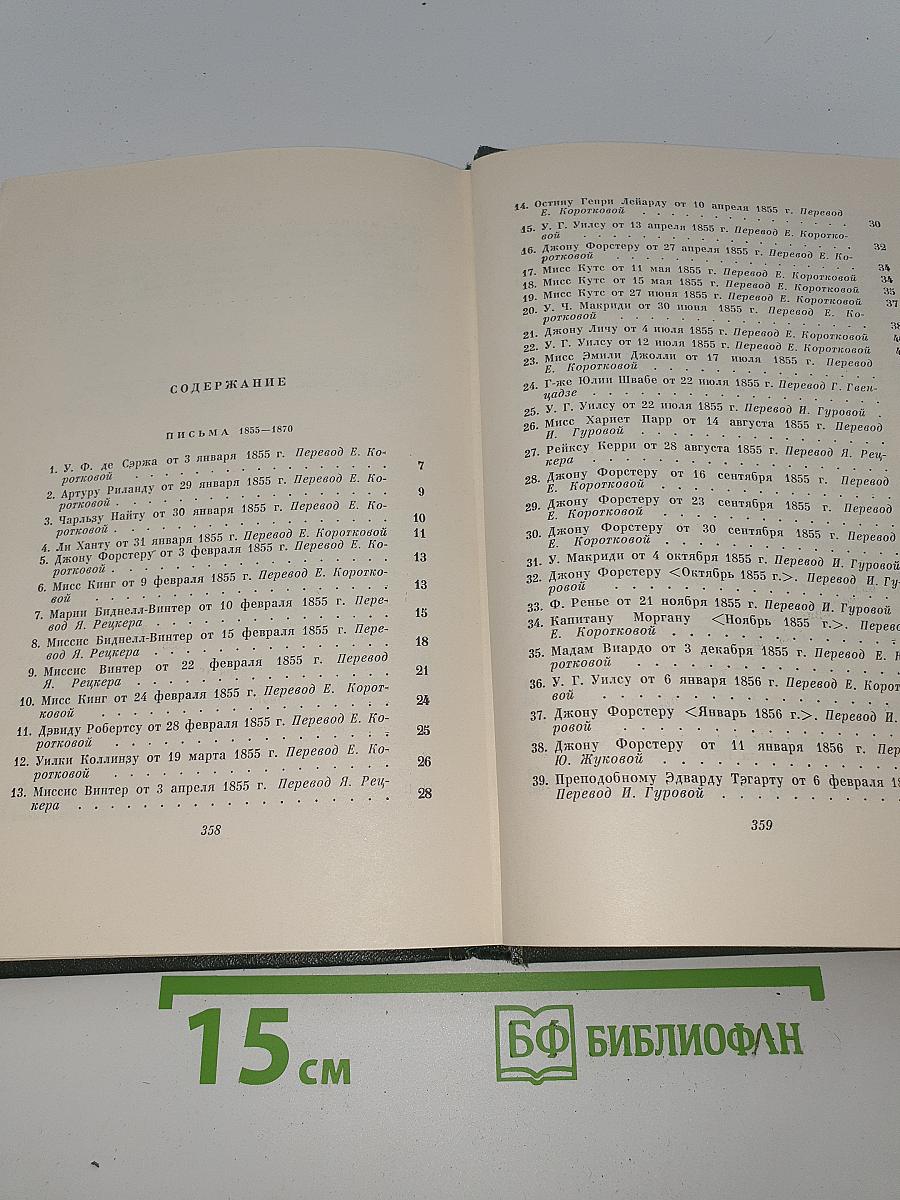 СОДЕРЖАНИЕ
ПИСЬМА 1855—1870
1. У. Ф. де Сэржа от 3 января 1855 г. Перевод Е. Ко-
ротковой . . . . . . . . . . 7
2. Артуру Риланду от 29 января 1855 г. Перевод Е. Ко-
ротковой . . . . . . . . . . 9
3. Чарльзу Найту от 30 января 1855 г. Перевод Е. Ко-
ротковой . . . . . . . . . . 10
4. Ли Ханту от 31 января 1855 г. Перевод Е. Коротковой 11
5. Джону Форстеру от 3 февраля 1855 г. Перевод Е. Ко-
ротковой . . . . . . . . . . 13
6. Мисс Кинг от 9 февраля 1855 г. Перевод Е. Коротко-
вой . . . . . . . . . . 13
7. Марии Биднелл-Винтер от 10 февраля 1855 г. Пере-
вод Я. Рецкера . . . . . . . . . . 15
8. Миссис Биднелл-Винтер от 15 февраля 1855 г. Пере-
вод Я. Рецкера . . . . . . . . . . 18
9. Миссис Винтер от 22 февраля 1855 г. Перевод
Я. Рецкера . . . . . . . . . . 21
10. Мисс Кинг от 24 февраля 1855 г. Перевод Е. Корот-
ковой . . . . . . . . . . 24
11. Дэвиду Робертсу от 28 февраля 1855 г. Перевод Е. Ко-
ротковой . . . . . . . . . . 25
12. Уилки Коллинзу от 19 марта 1855 г. Перевод Е. Ко-
ротковой . . . . . . . . . . 26
13. Миссис Винтер от 3 апреля 1855 г. Перевод Я. Рец-
кера . . . . . . . . . . 28
358
14. Остину Генри Лейарду от 10 апреля 1855 г. Перевод
Е. Коротковой . . . . . . . . . . 30
15. У. Г. Уилсу от 13 апреля 1855 г. Перевод Е. Коротко-
вой . . . . . . . . . . 32
16. Джону Форстеру от 27 апреля 1855 г. Перевод Е. Ко-
ротковой . . . . . . . . . . 34
17. Мисс Кутс от 11 мая 1855 г. Перевод Е. Коротковой 34
18. Мисс Кутс от 15 мая 1855 г. Перевод Е. Коротковой 35
19. Мисс Кутс от 27 июня 1855 г. Перевод Е. Коротковой 37
20. У. Ч. Макриди от 30 июня 1855 г. Перевод Е. Ко-
ротковой . . . . . . . . . .
21. Джону Личу от 4 июля 1855 г. Перевод Е. Коротковой
22. У. Г. Уилсу от 12 июля 1855 г. Перевод Е. Коротковой
23. Мисс Эмили Джолли от 17 июля 1855 г. Перевод
Е. Коротковой . . . . . . . . . .
24. Г-же Юлии Швабе от 22 июля 1855 г. Перевод Г. Гвен-
цадзе . . . . . . . . . .
25. У. Г. Уилсу от 22 июля 1855 г. Перевод И. Гуровой .
26. Мисс Хариет Парр от 14 августа 1855 г. Перевод
И. Гуровой . . . . . . . . . .
27. Рейксу Керри от 28 августа 1855 г. Перевод Я. Рец-
кера . . . . . . . . . .
28. Джону Форстеру от 16 сентября 1855 г. Перевод
Е. Коротковой . . . . . . . . . .
29. Джону Форстеру от 23 сентября 1855 г. Перевод
Е. Коротковой . . . . . . . . . .
30. Джону Форстеру от 30 сентября 1855 г. Перевод
Е. Коротковой . . . . . . . . . .
31. У. Макриди от 4 октября 1855 г. Перевод И. Гуровой
32. Джону Форстеру <Октябрь 1855 г.>. Перевод И. Гу-
ровой . . . . . . . . . .
33. Ф. Ренье от 21 ноября 1855 г. Перевод И. Гуровой
34. Капитану Моргану <Ноябрь 1855 г.>. Перево
Е. Коротковой . . . . . . . . . .
35. Мадам Виардо от 3 декабря 1855 г. Перевод Е. К
ротковой . . . . . . . . . .
36. У. Г. Уилсу от 6 января 1856 г. Перевод Е. Корот
вой . . . . . . . . . .
37. Джону Форстеру <Январь 1856 г.>. Перевод И.
ровой . . . . . . . . . .
38. Джону Форстеру от 11 января 1856 г. Пер
Ю. Жуковой . . . . . . . . . .
39. Преподобному Эдварду Тэгарту от 6 февраля 18
Перевод И. Гуровой . . . . . . . . . .
359
15 см
БФ БИБЛИОФАН